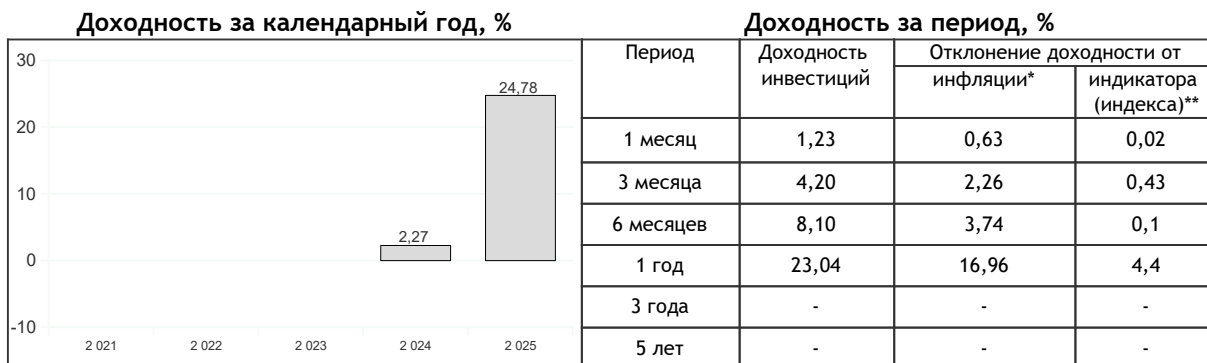 Доходность за календарный год, %
30
20
10
0
-10
24,78
2,27
2 021 2 022 2 023 2 024 2 025
Доходность за период, %
Период Доходность инвестиций Отклонение доходности от
инфляции* индикатора (индекса)**
1 месяц 1,23 0,63 0,02
3 месяца 4,20 2,26 0,43
6 месяцев 8,10 3,74 0,1
1 год 23,04 16,96 4,4
3 года - - -
5 лет - - -